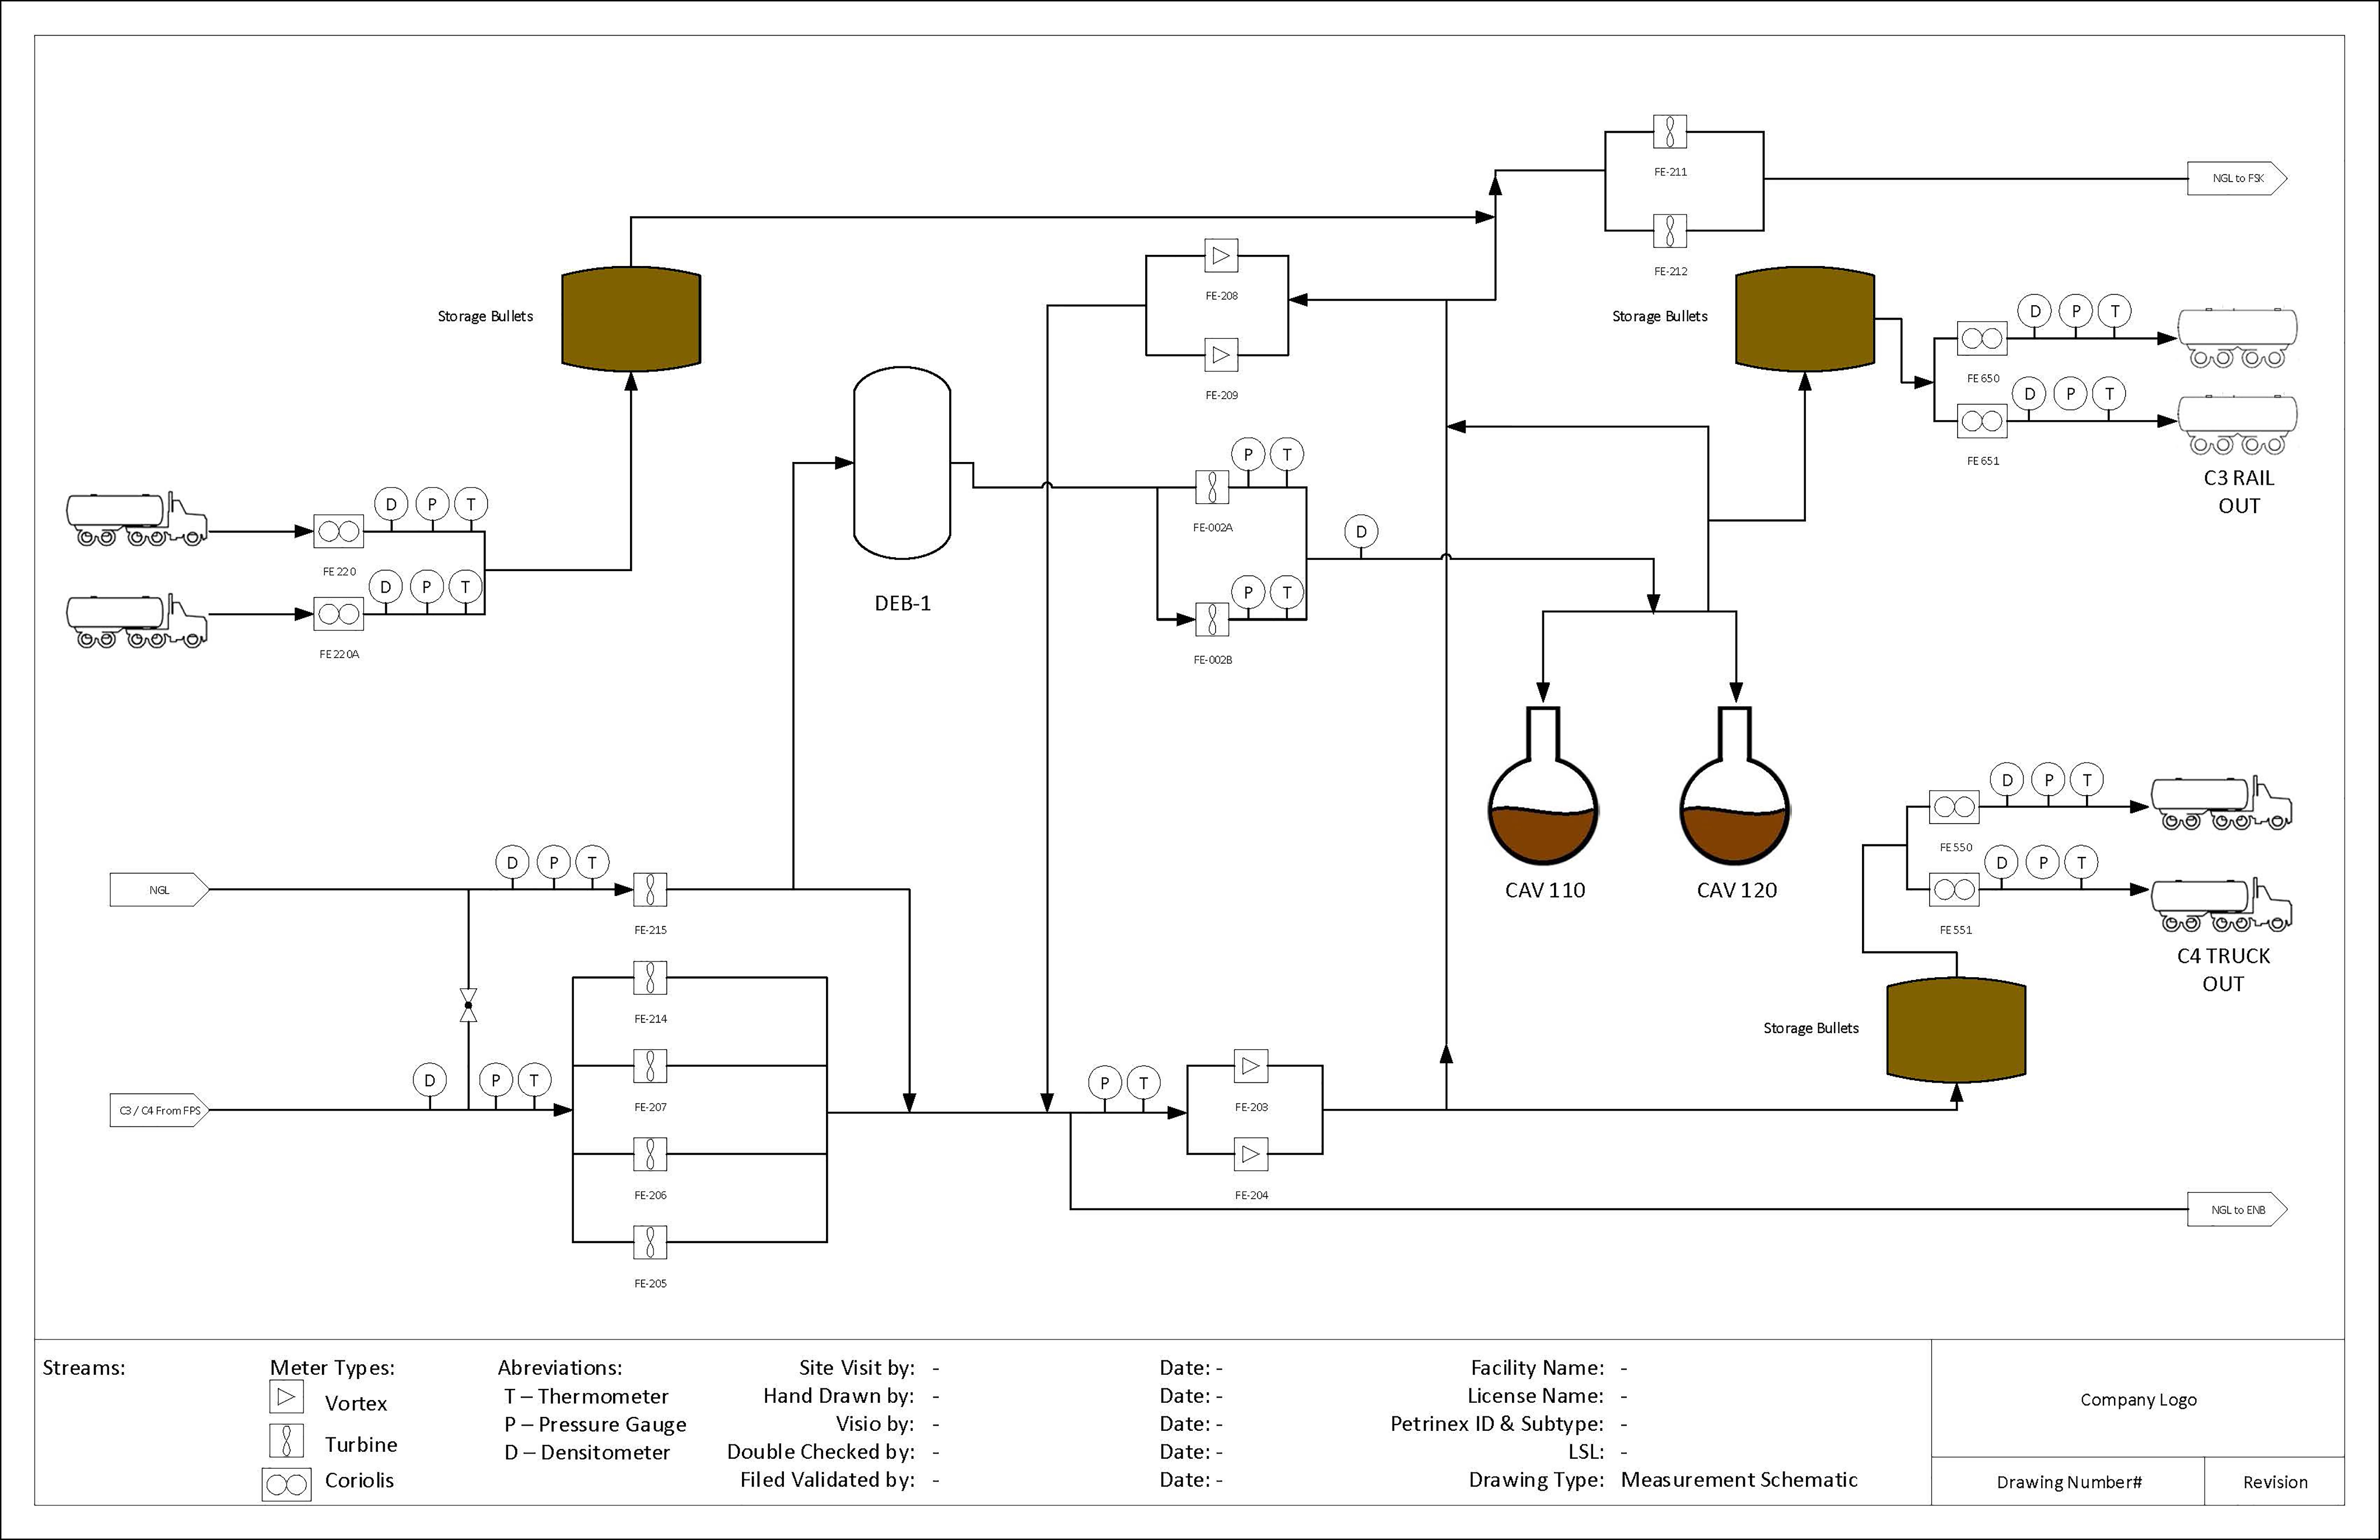 FE-211
NGL to FSK
FE-212
FE-208
Storage Bullets
Storage Bullets
D P T
FE 650
D P T
FE-209
FE 651
P T
C3 RAIL
OUT
D P T
FE-002A
D
FE 220
D P T
DEB-1
P T
FE 220A
FE-002B
D P T
FE 550
D P T
NGL
CAV 110
CAV 120
FE-215
FE 551
C4 TRUCK
OUT
FE-214
Storage Bullets
D P T
P T
C3 / C4 From FPS
FE-207
FE-203
FE-206
FE-204
NGL to ENB
FE-205
D P T
Streams:
Meter Types:
Vortex
Turbine
Coriolis
Abreviations:
T – Thermometer
P – Pressure Gauge
D – Densitometer
Site Visit by: - Date: -
Hand Drawn by: - Date: -
Visio by: - Date: -
Double Checked by: - Date: -
Filed Validated by: - Date: -
Facility Name: -
License Name: -
Petrinex ID & Subtype: -
LSL: -
Drawing Type: Measurement Schematic
Company Logo
Drawing Number#
Revision